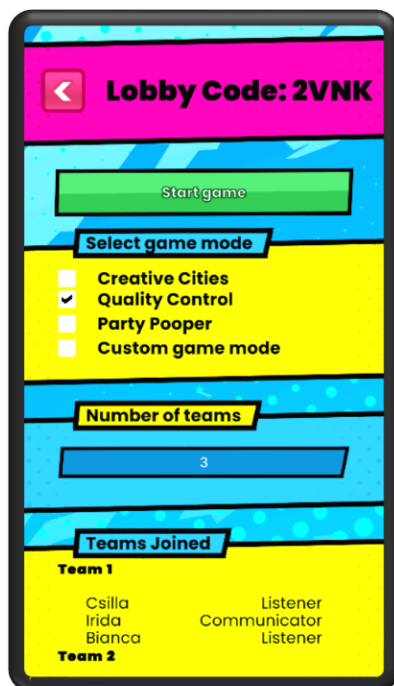 Lobby Code: 2VNK
Start game
Select game mode
Creative Cities
Quality Control
Party Pooper
Custom game mode
Number of teams
3
Teams Joined
Team 1
Csilla Listener
Irida Communicator
Bianca Listener
Team 2